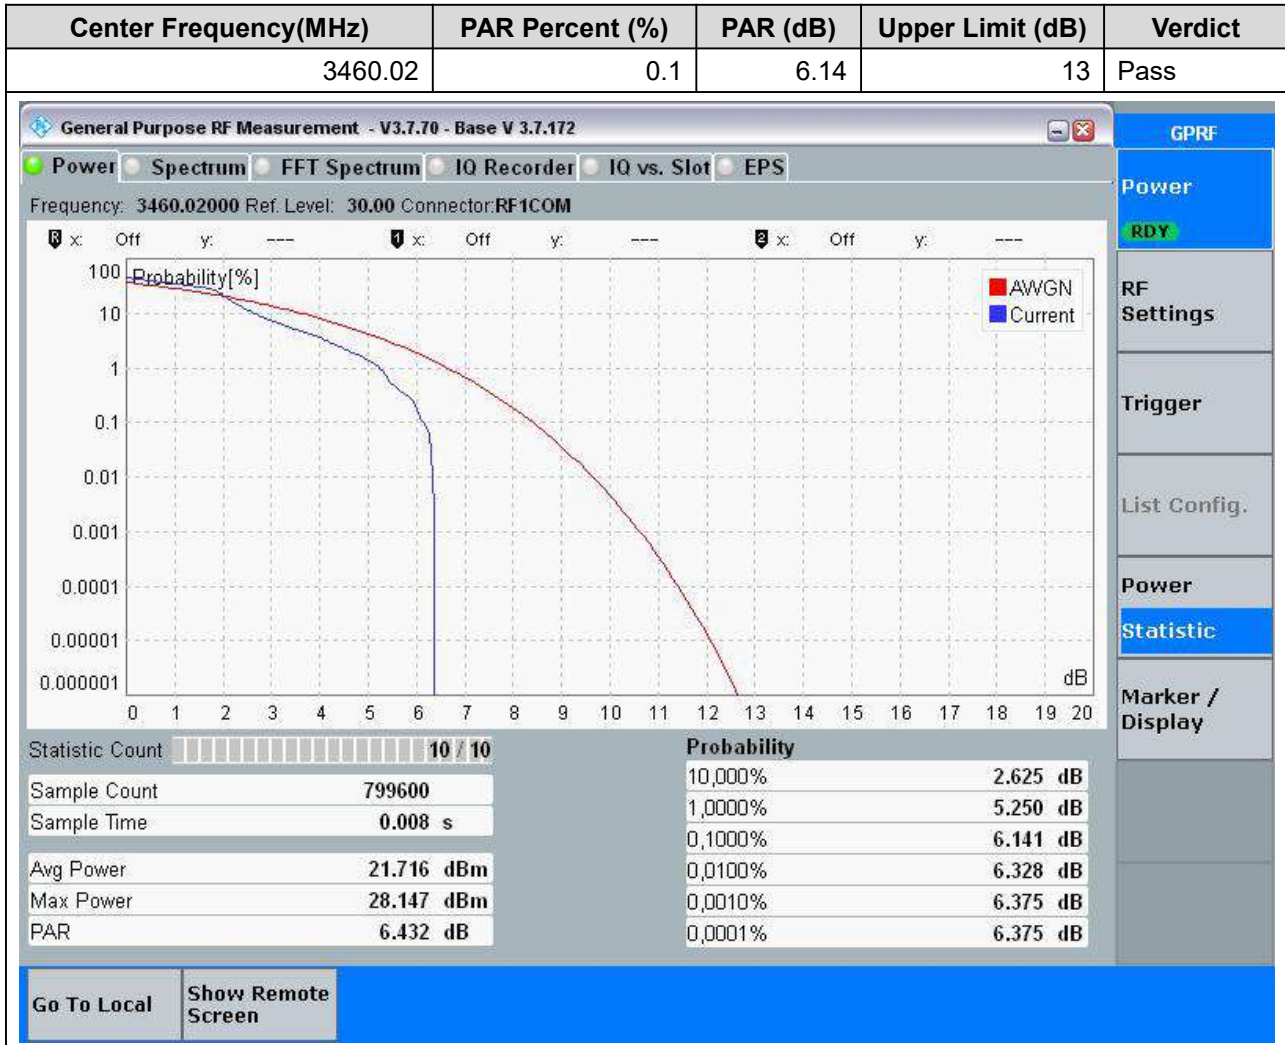 Center Frequency(MHz) PAR Percent (%) PAR (dB) Upper Limit (dB) Verdict
3460.02 0.1 6.14 13 Pass
General Purpose RF Measurement - V3.7.70 - Base V 3.7.172
GPRF
Power Spectrum FFT Spectrum IQ Recorder IQ vs. Slot EPS
Power
RDY
Frequency: 3460.02000 Ref. Level: 30.00 Connector:RF1COM
R x: Off y: --- 1 x: Off y: --- 2 x: Off y: ---
Probability[%]
100
10
1
0.1
0.01
0.001
0.0001
0.00001
0.000001
AWGN
Current
dB
0 1 2 3 4 5 6 7 8 9 10 11 12 13 14 15 16 17 18 19 20
RF
Settings
Trigger
List Config.
Power
Statistic
Marker /
Display
Statistic Count 10 / 10
Sample Count 799600
Sample Time 0.008 s
Avg Power 21.716 dBm
Max Power 28.147 dBm
PAR 6.432 dB
Probability
10,000% 2.625 dB
1,0000% 5.250 dB
0,1000% 6.141 dB
0,0100% 6.328 dB
0,0010% 6.375 dB
0,0001% 6.375 dB
Go To Local
Show Remote
Screen